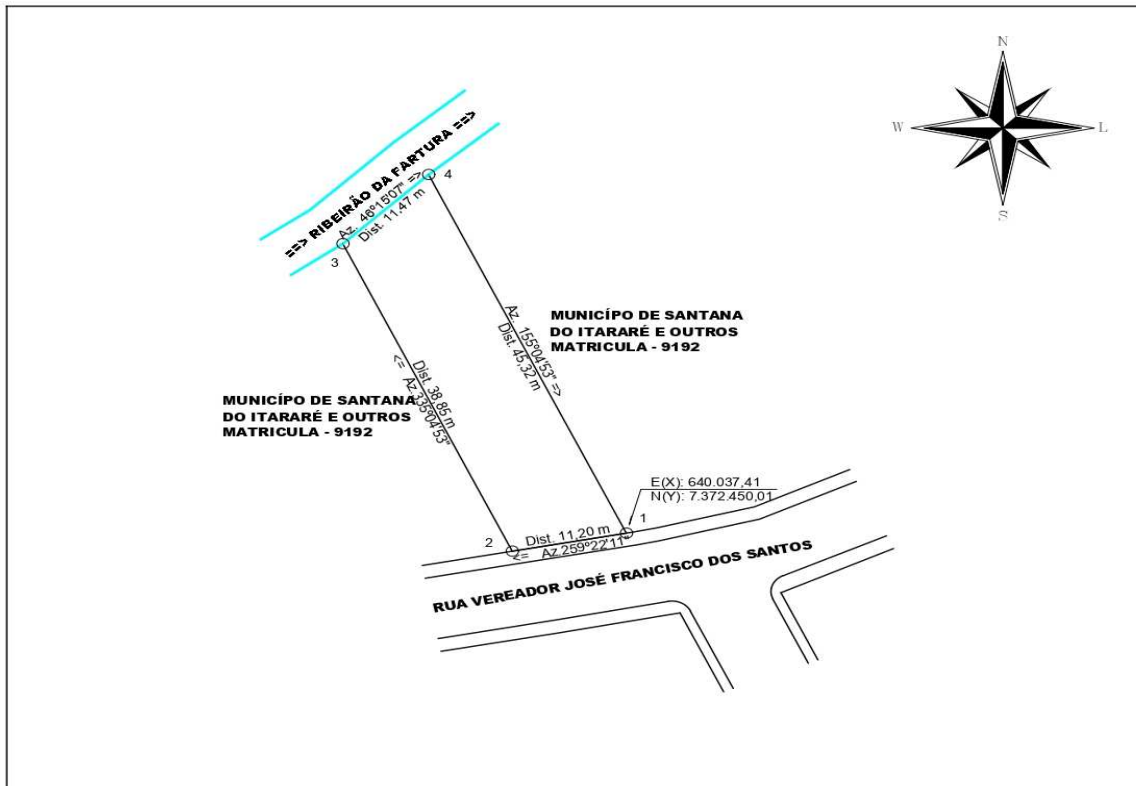 N
W
L
S
==> RIBEIRÃO DA FARTURA ==>
Az. 46°15'07" =>
Dist. 11,47 m
4
3
Az. 155°04'53" =>
Dist. 45,32 m
MUNICÍPO DE SANTANA
DO ITARARÉ E OUTROS
MATRICULA - 9192
Dist. 38,85 m
<= Az.335°04'53"
MUNICÍPO DE SANTANA
DO ITARARÉ E OUTROS
MATRICULA - 9192
E(X): 640.037,41
N(Y): 7.372.450,01
1
2
Dist. 11,20 m
<= Az.259°22'11"
RUA VEREADOR JOSÉ FRANCISCO DOS SANTOS